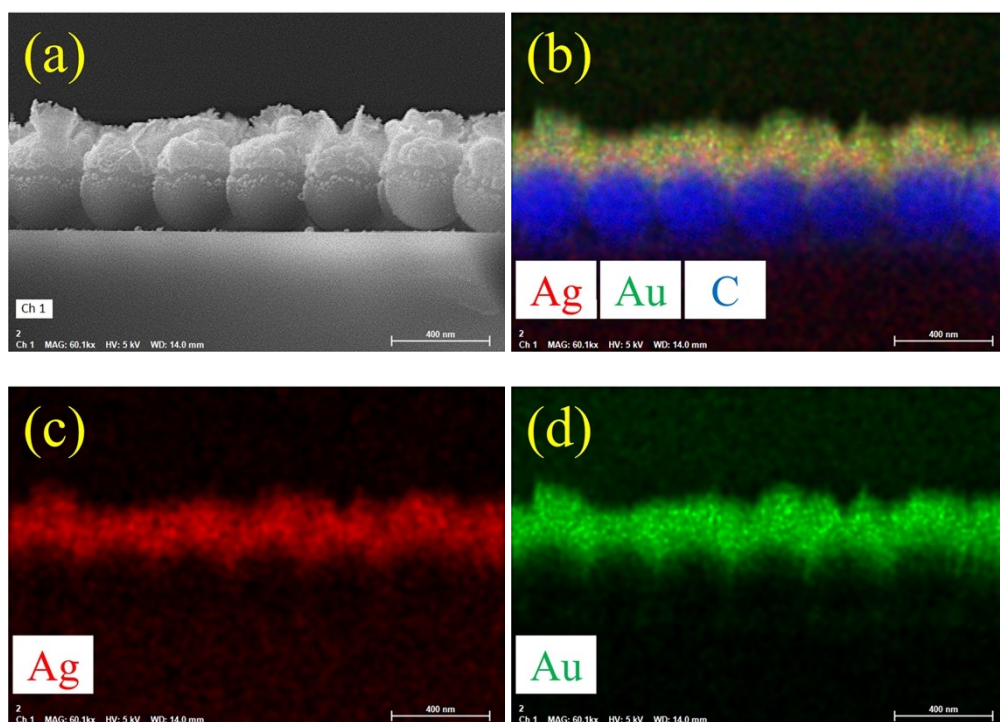 (a)
Ch 1
2
Ch 1 MAG: 60.1kx HV: 5 kV WD: 14.0 mm
400 nm
(b)
Ag Au C
2
Ch 1 MAG: 60.1kx HV: 5 kV WD: 14.0 mm
400 nm
(c)
Ag
2
Ch 1 MAG: 60.1kx HV: 5 kV WD: 14.0 mm
400 nm
(d)
Au
2
Ch 1 MAG: 60.1kx HV: 5 kV WD: 14.0 mm
400 nm